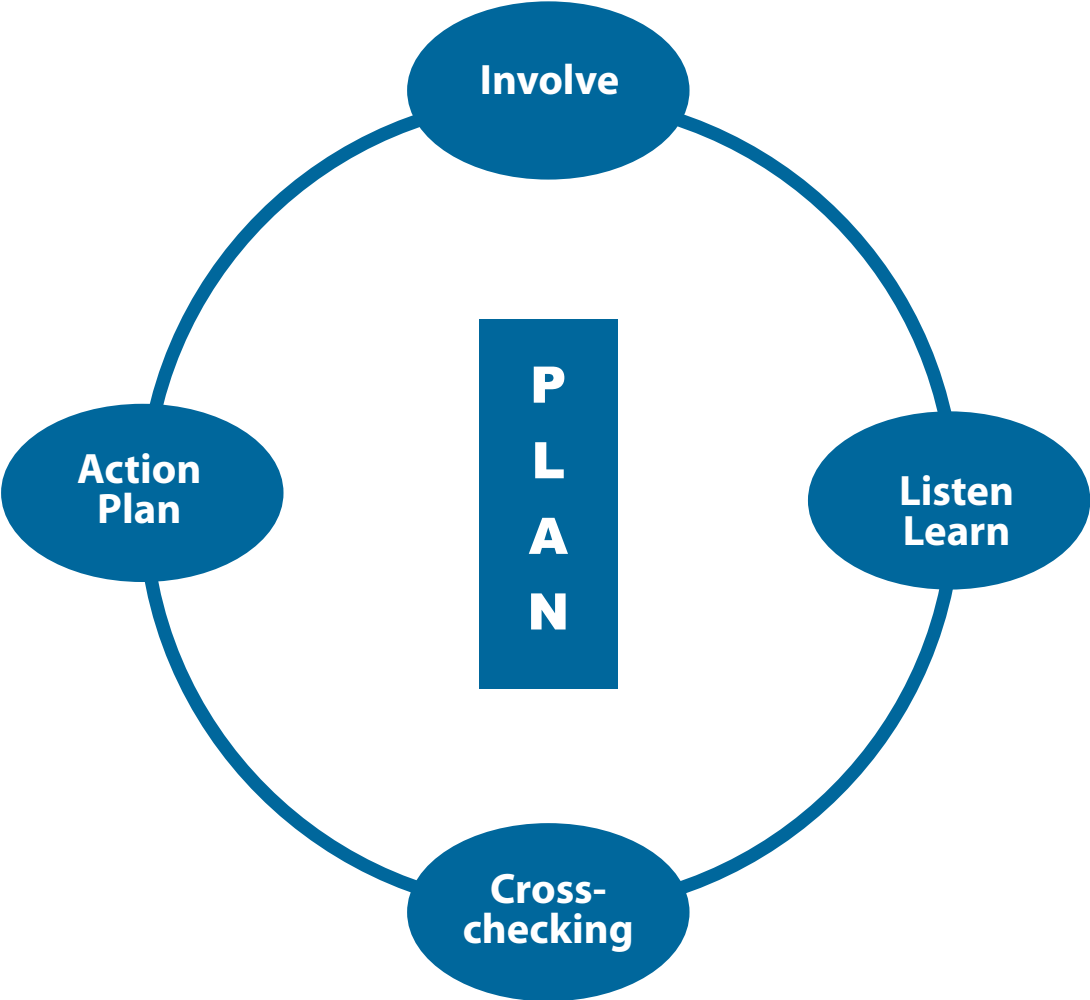 Involve
Action
Plan
P
L
A
N
Listen
Learn
Cross-
checking